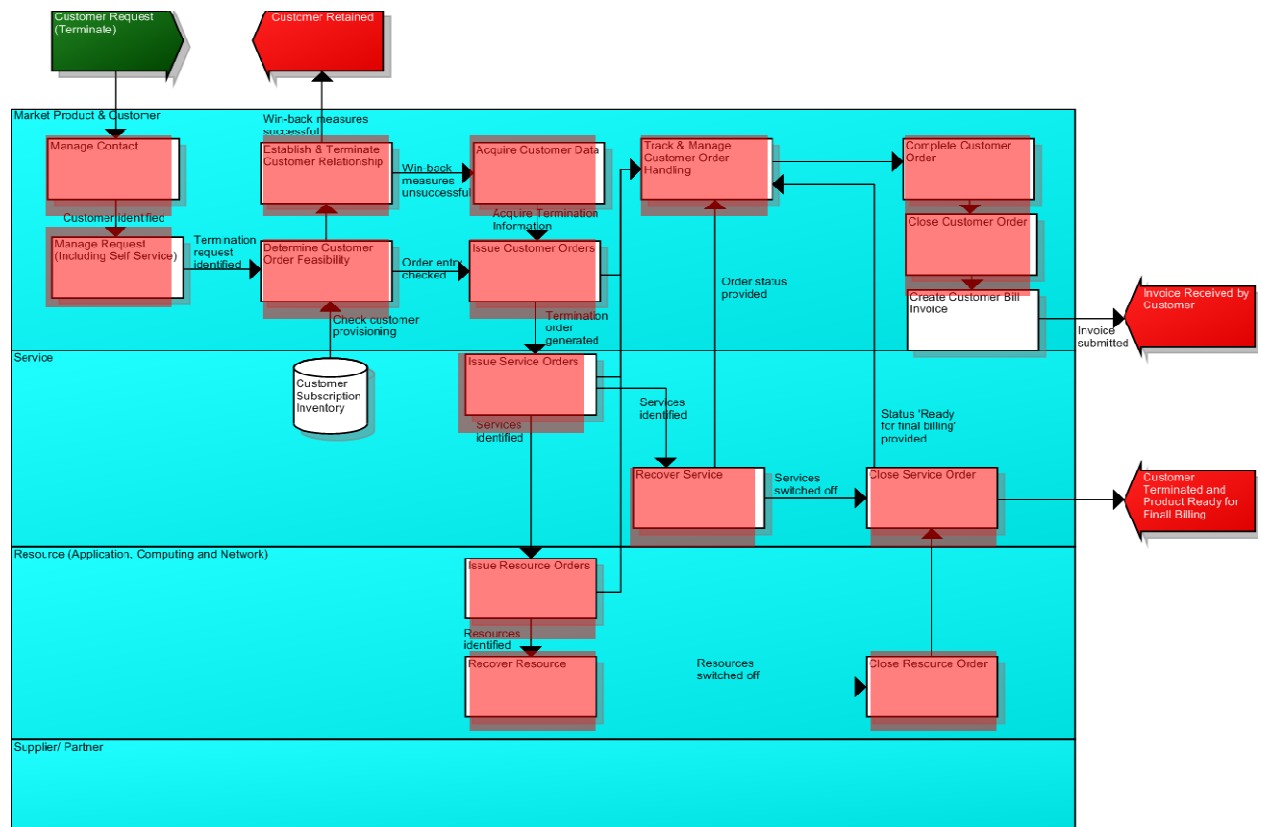 Customer Request
(Terminate)
Customer Retained
Market Product & Customer
Win-back measures
successful
Manage Contact
Establish & Terminate
Customer Relationship
Acquire Customer Data
Track & Manage
Customer Order
Handling
Complete Customer
Order
Win-back
measures
unsuccessful
Customer identified
Acquire Termination
Information
Close Customer Order
Manage Request
(Including Self Service)
Termination
request
identified
Determine Customer
Order Feasibility
Order entry
checked
Issue Customer Orders
Order status
provided
Create Customer Bill
Invoice
Invoice Received by
Customer
Check customer
provisioning
Termination
order
generated
Invoice
submitted
Service
Issue Service Orders
Customer
Subscription
Inventory
Services
identified
Services
identified
Status 'Ready
for final billing'
provided
Recover Service
Services
switched off
Close Service Order
Customer
Terminated and
Product Ready for
Finall Billing
Resource (Application, Computing and Network)
Issue Resource Orders
Resources
identified
Recover Resource
Resources
switched off
Close Resource Order
Supplier/ Partner